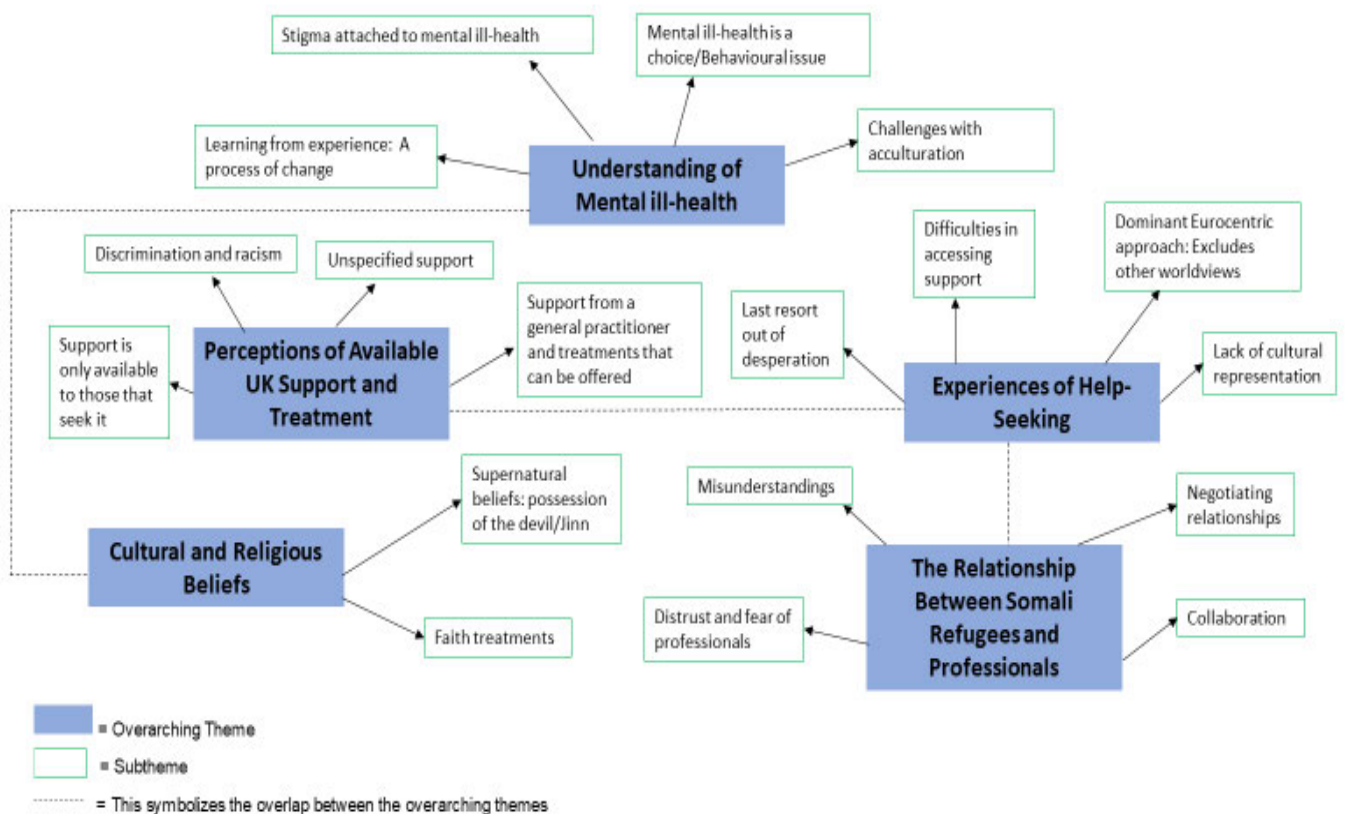 Stigma attached to mental ill-health
Mental ill-health is a
choice/Behavioural issue
Learning from experience: A
process of change
Challenges with
acculturation
Understanding of
Mental ill-health
Discrimination and racism
Unspecified support
Support is
only available
to those that
seek it
Support from a
general practitioner
and treatments that
can be offered
Perceptions of Available
UK Support and
Treatment
Last resort
out of
desperation
Difficulties in
accessing
support
Dominant Eurocentric
approach: Excludes
other worldviews
Lack of cultural
representation
Experiences of Help-
Seeking
Supernatural
beliefs: possession
of the devil/Jinn
Cultural and Religious
Beliefs
Faith treatments
Misunderstandings
Negotiating
relationships
Distrust and fear of
professionals
Collaboration
The Relationship
Between Somali
Refugees and
Professionals
= Overarching Theme
= Subtheme
= This symbolizes the overlap between the overarching themes